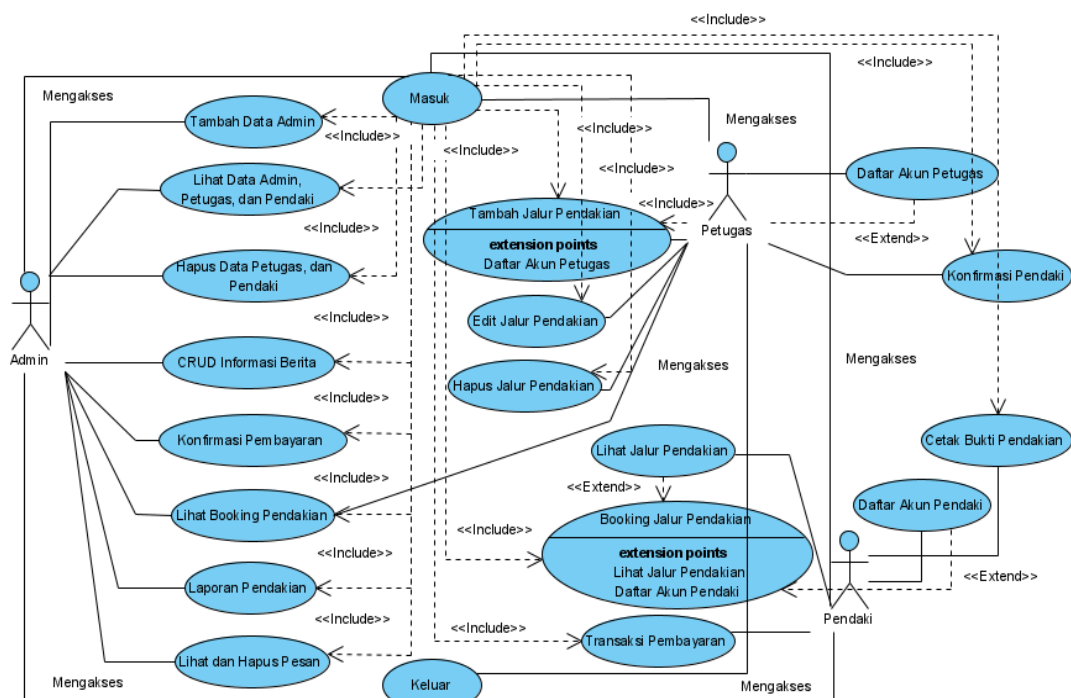 <<Include>>
<<Include>>
Mengakses
Masuk
Mengakses
Tambah Data Admin
<<Include>>
<<Include>>
<<Include>>
<<Include>>
Lihat Data Admin,
Petugas, dan Pendaki
Daftar Akun Petugas
Tambah Jalur Pendakian
<<Include>>
Petugas
<<Include>>
<<Extend>>
extension points
Daftar Akun Petugas
Hapus Data Petugas, dan
Pendaki
Konfirmasi Pendaki
<<Include>>
Edit Jalur Pendakian
Admin
CRUD Informasi Berita
Mengakses
Mengakses
Hapus Jalur Pendakian
<<Include>>
Konfirmasi Pembayaran
Lihat Jalur Pendakian
Cetak Bukti Pendakian
<<Include>>
<<Extend>>
Daftar Akun Pendaki
Lihat Booking Pendakian
Booking Jalur Pendakian
<<Include>>
<<Include>>
extension points
Lihat Jalur Pendakian
Daftar Akun Pendaki
<<Extend>>
Laporan Pendakian
Pendaki
<<Include>>
<<Include>>
Transaksi Pembayaran
Lihat dan Hapus Pesan
Mengakses
Keluar
Mengakses